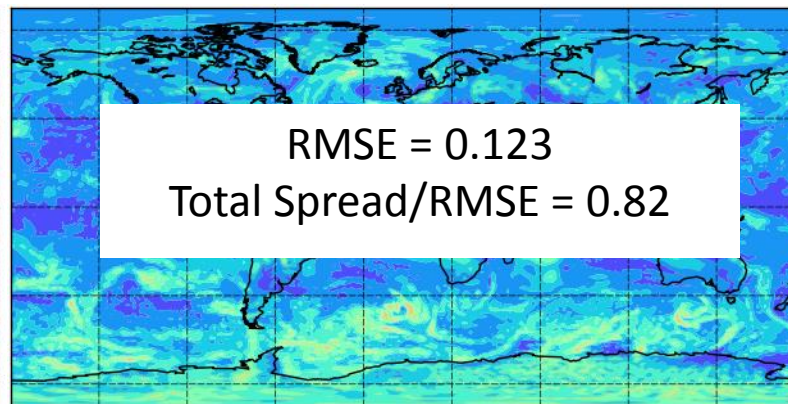 RMSE = 0.123
Total Spread/RMSE = 0.82